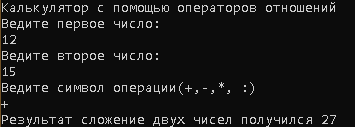 Калькулятор с помощью операторов отношений
Ведите первое число:
12
Ведите второе число:
15
Ведите символ операции(+,-,*, :)
+
Результат сложение двух чисел получился 27